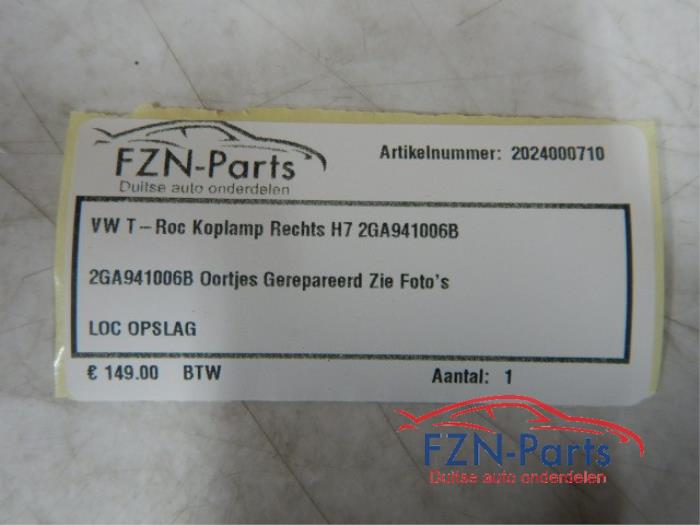 FZN-Parts
Duitse auto onderdelen
Artikelnummer: 2024000710
VW T-Roc Koplamp Rechts H7 2GA941006B
2GA941006B Oortjes Gerepareerd Zie Foto's
LOC OPSLAG
€ 149.00 BTW
Aantal: 1
FZN-Parts
Duitse auto onderdelen